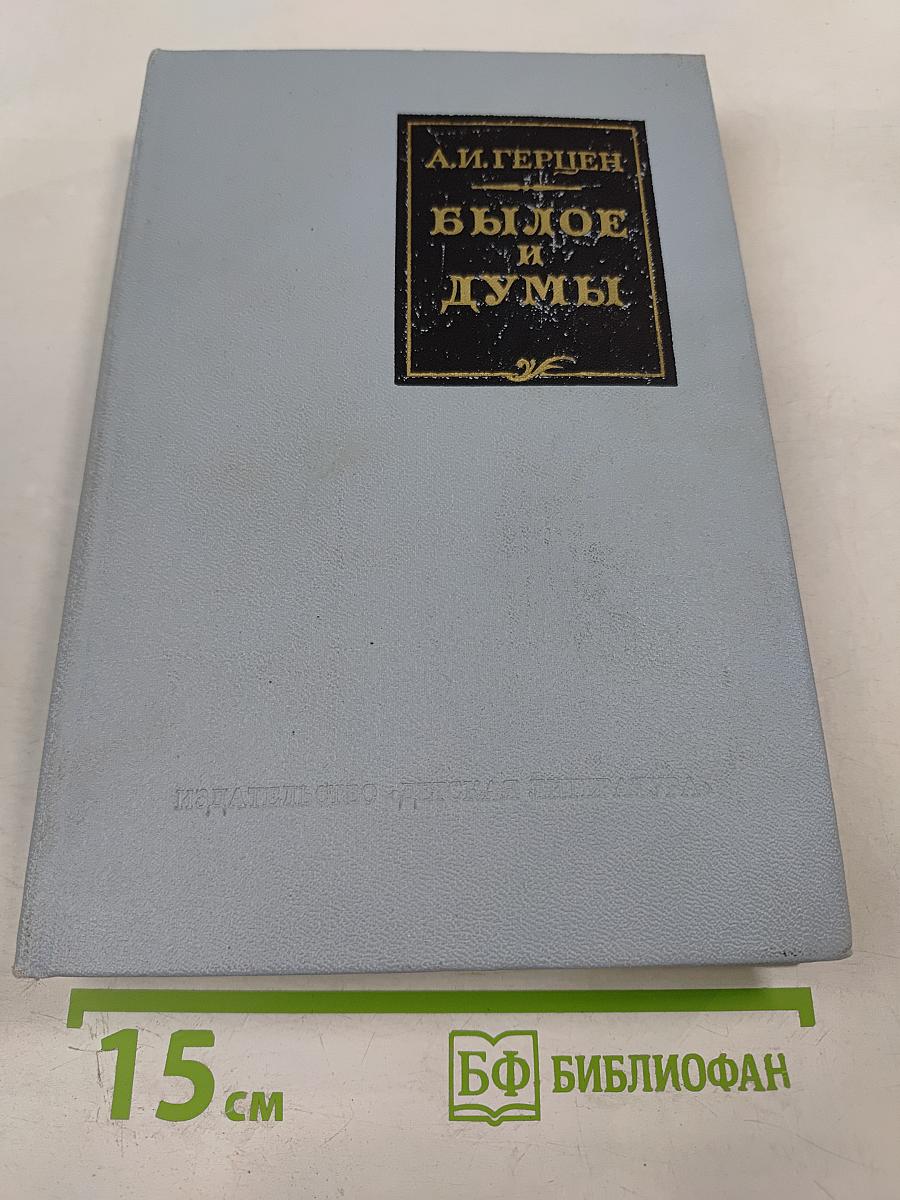 А.И.ГЕРЦЕН
БЫЛОЕ
И
ДУМЫ
ИЗДАТЕЛЬСТВО «ДЕТСКАЯ ЛИТЕРАТУРА»
15 см
БФ БИБЛИОФАН